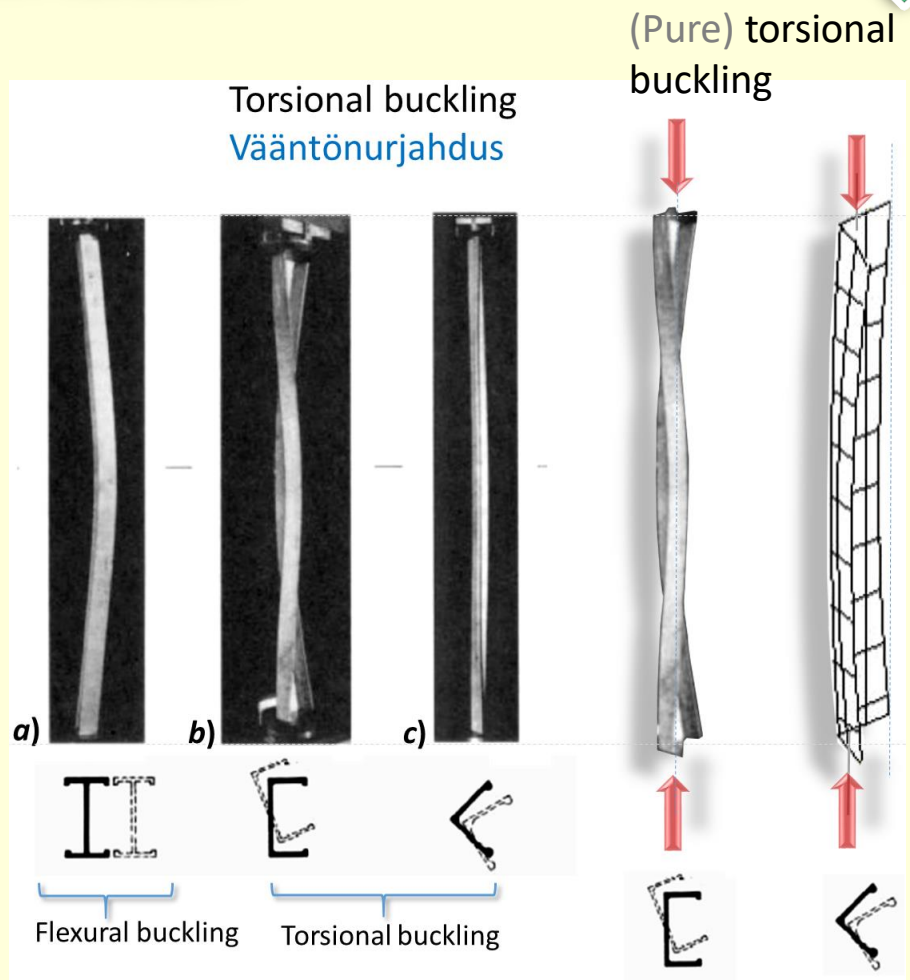 (Pure) torsional
buckling
Torsional buckling
Vääntönurjahdus
a)
b)
c)
Flexural buckling
Torsional buckling